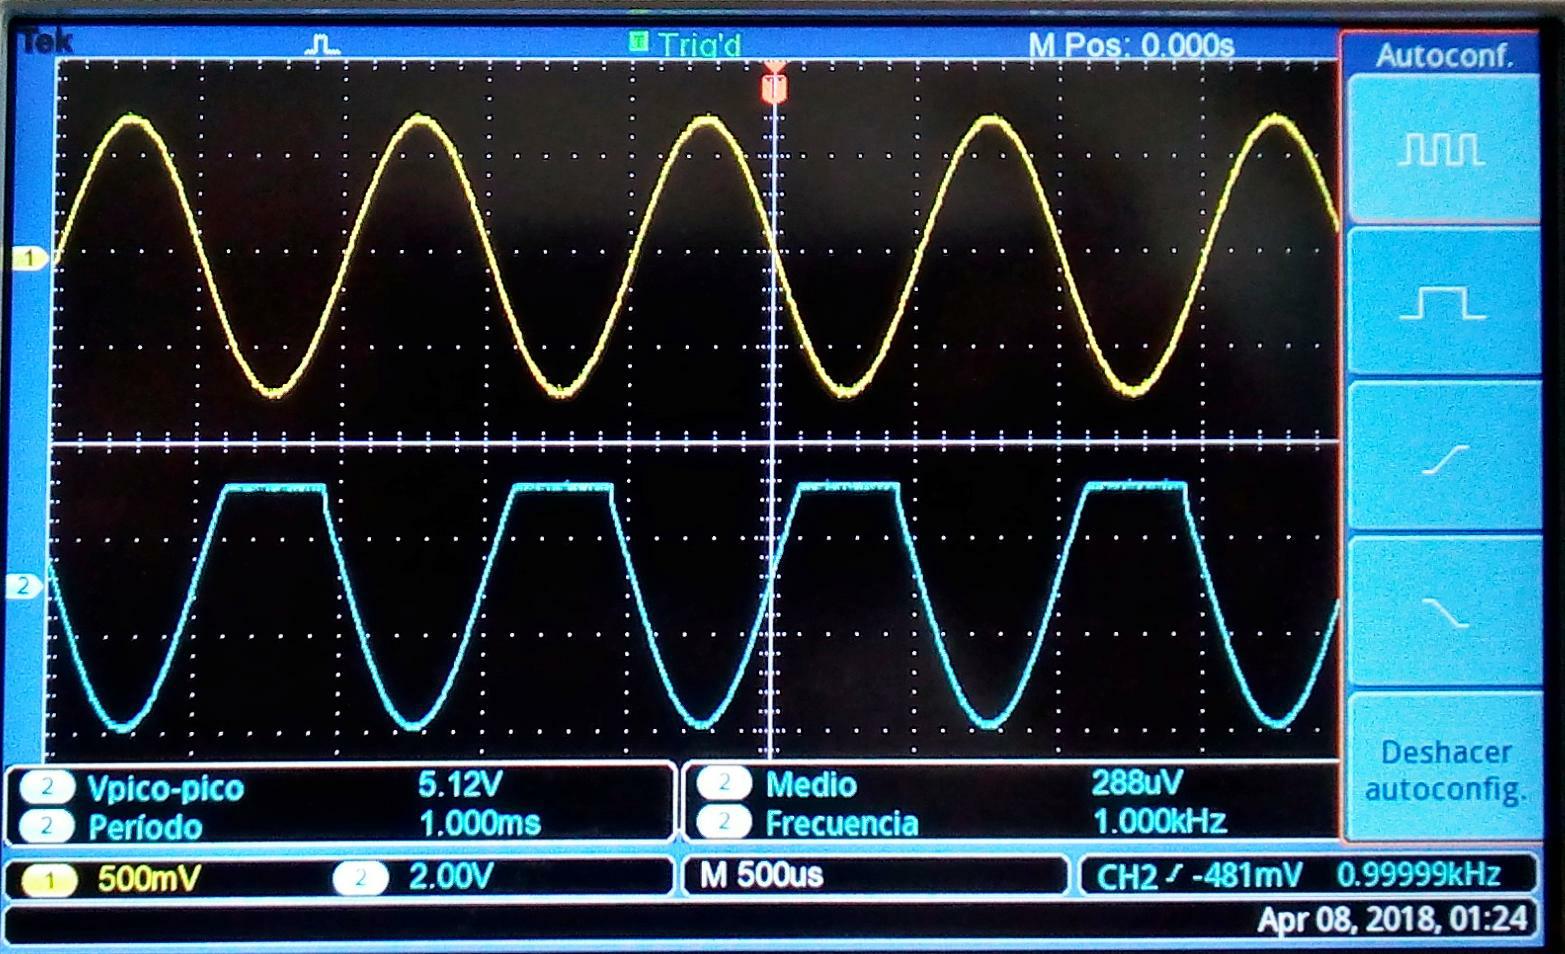 Tek Trig'd M Pos: 0.000s
Autoconf.
1
2
Deshacer
autoconfig.
2 Vpico-pico 5.12V
2 Período 1.000ms
2 Medio 288uV
2 Frecuencia 1.000kHz
1 500mV 2 2.00V M 500us CH2 -481mV 0.99999kHz
Apr 08, 2018, 01:24